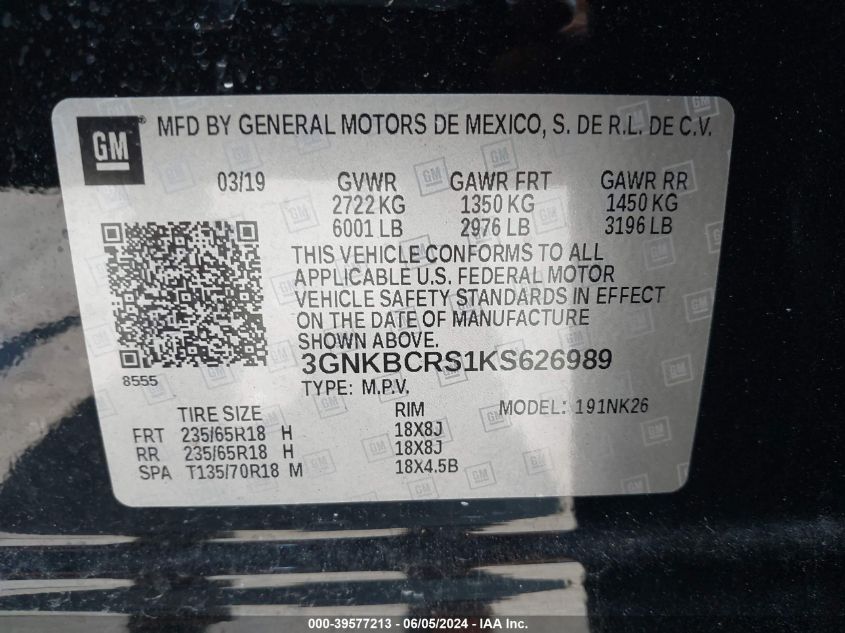 GM MFD BY GENERAL MOTORS DE MEXICO, S. DE R.L. DE C.V.
03/19 GVWR GAWR FRT GAWR RR
2722 KG 1350 KG 1450 KG
6001 LB 2976 LB 3196 LB
THIS VEHICLE CONFORMS TO ALL
APPLICABLE U.S. FEDERAL MOTOR
VEHICLE SAFETY STANDARDS IN EFFECT
ON THE DATE OF MANUFACTURE
SHOWN ABOVE.
3GNKBCRS1KS626989
8555 TYPE: M.P.V.
TIRE SIZE RIM MODEL: 191NK26
FRT 235/65R18 H 18X8J
RR 235/65R18 H 18X8J
SPA T135/70R18 M 18X4.5B
000-39577213 - 06/05/2024 - IAA Inc.